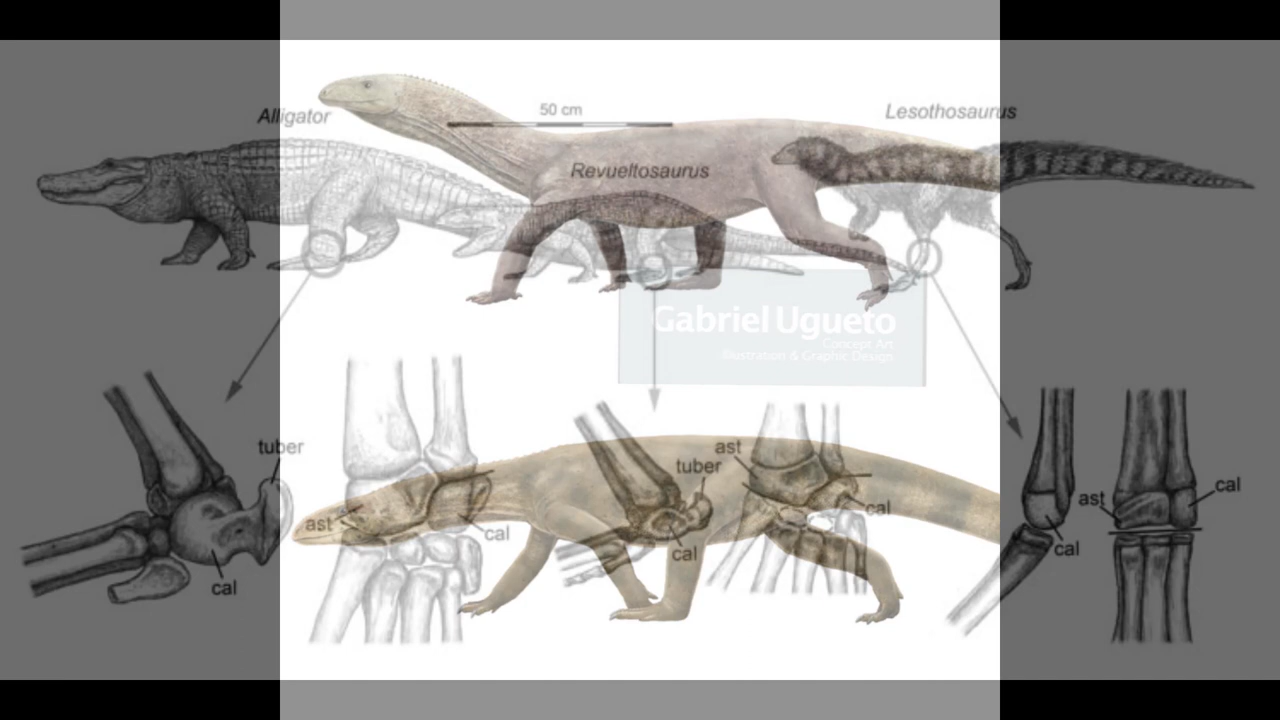 50 cm
Alligator
Lesothosaurus
Revueltosaurus
Gabriel Ugueto
Concept Art
Illustration & Graphic Design
tuber
ast
tuber
cal
ast
cal
ast
cal
cal
cal
cal